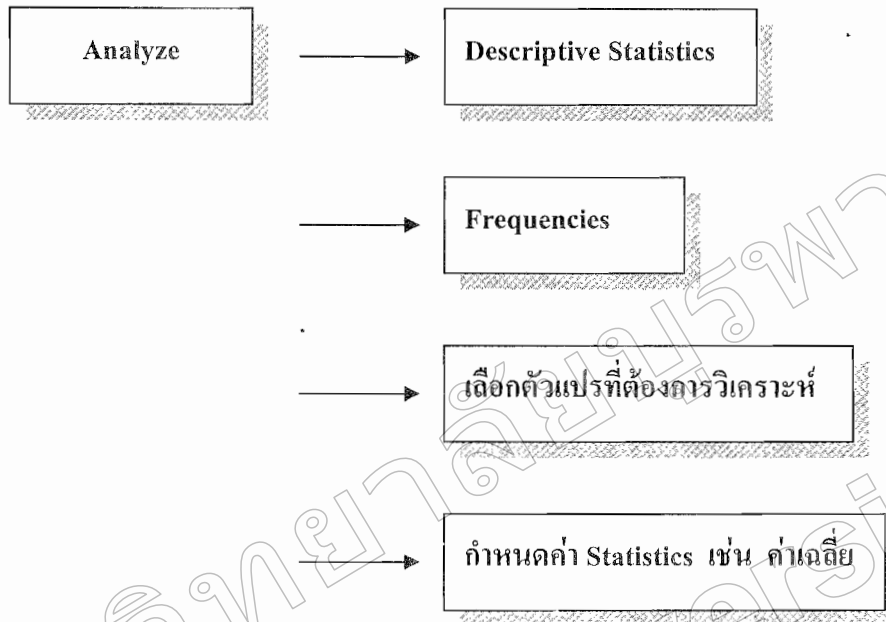 Analyze
Descriptive Statistics
Frequencies
เลือกตัวแปรที่ต้องการวิเคราะห์
กำหนดค่า Statistics เช่น ค่าเฉลี่ย